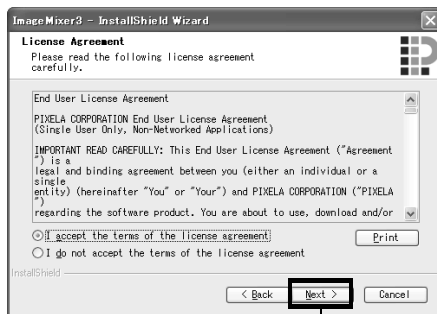 ImageMixer3 - InstallShield Wizard
License Agreement
Please read the following license agreement
carefully.
End User License Agreement
PIXELA CORPORATION End User License Agreement
(Single User Only, Non-Networked Applications)
IMPORTANT READ CAREFULLY: This End User License Agreement ("Agreement
") is a
legal and binding agreement between you (either an individual or a
single
entity) (hereinafter "You" or "Your") and PIXELA CORPORATION ("PIXELA
")
regarding the software product. You are about to use, download and/or
I accept the terms of the license agreement
Print
I do not accept the terms of the license agreement
InstallShield
< Back
Next >
Cancel